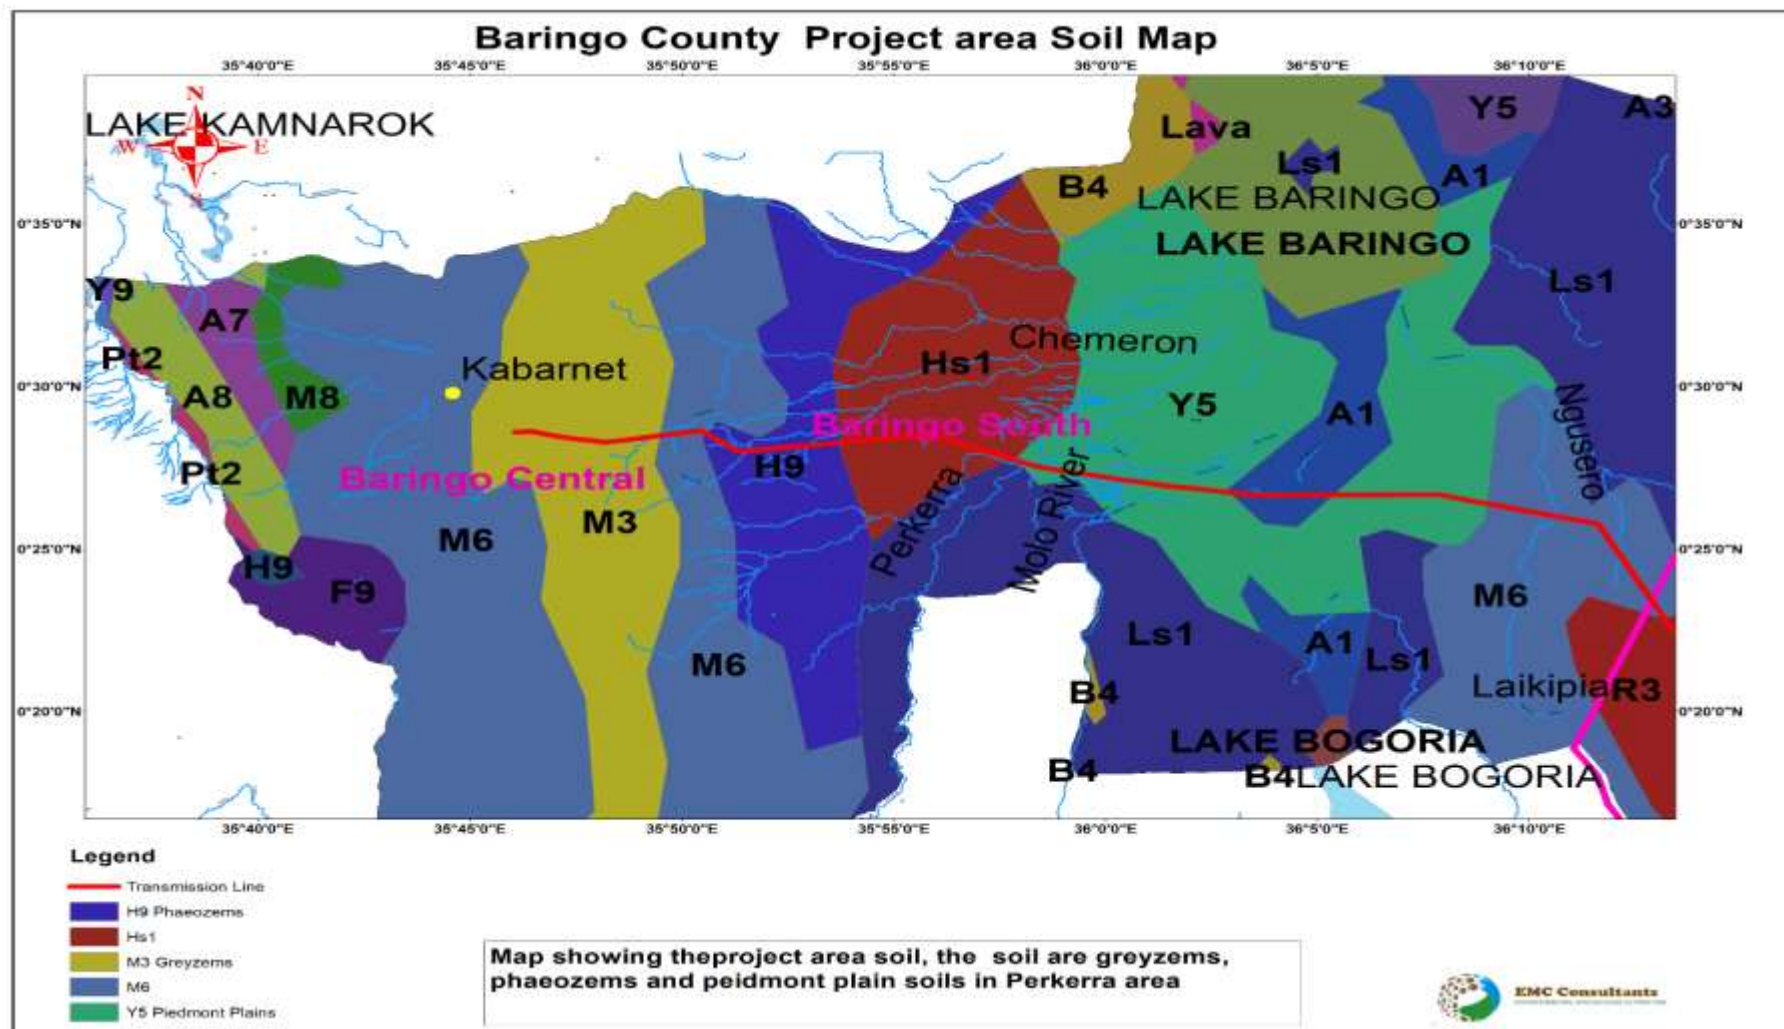 Baringo County Project area Soil Map
35°40'0"E 35°45'0"E 35°50'0"E 35°55'0"E 36°0'0"E 36°5'0"E 36°10'0"E
N
W E
S
LAKE KAMNAROK
Lava
Y5
A3
Ls1
A1
B4
LAKE BARINGO
0°35'0"N 0°35'0"N
LAKE BARINGO
Y9
Ls1
A7
Chemeron
Pt2
Kabarnet
Hs1
0°30'0"N 0°30'0"N
A8
M8
Y5
A1
Ngusero
Baringo South
Pt2
Baringo Central
H9
M3
Perkerra
Molo River
M6
0°25'0"N 0°25'0"N
H9
F9
M6
Ls1
A1
Ls1
M6
B4
Laikipia
R3
0°20'0"N 0°20'0"N
LAKE BOGORIA
B4
B4
LAKE BOGORIA
35°40'0"E 35°45'0"E 35°50'0"E 35°55'0"E 36°0'0"E 36°5'0"E 36°10'0"E
Legend
Transmission Line
H9 Phaeozems
Hs1
M3 Greyzems
M6
Y5 Piedmont Plains
Map showing theproject area soil, the soil are greyzems,
phaeozems and peidmont plain soils in Perkerra area
EMC Consultants